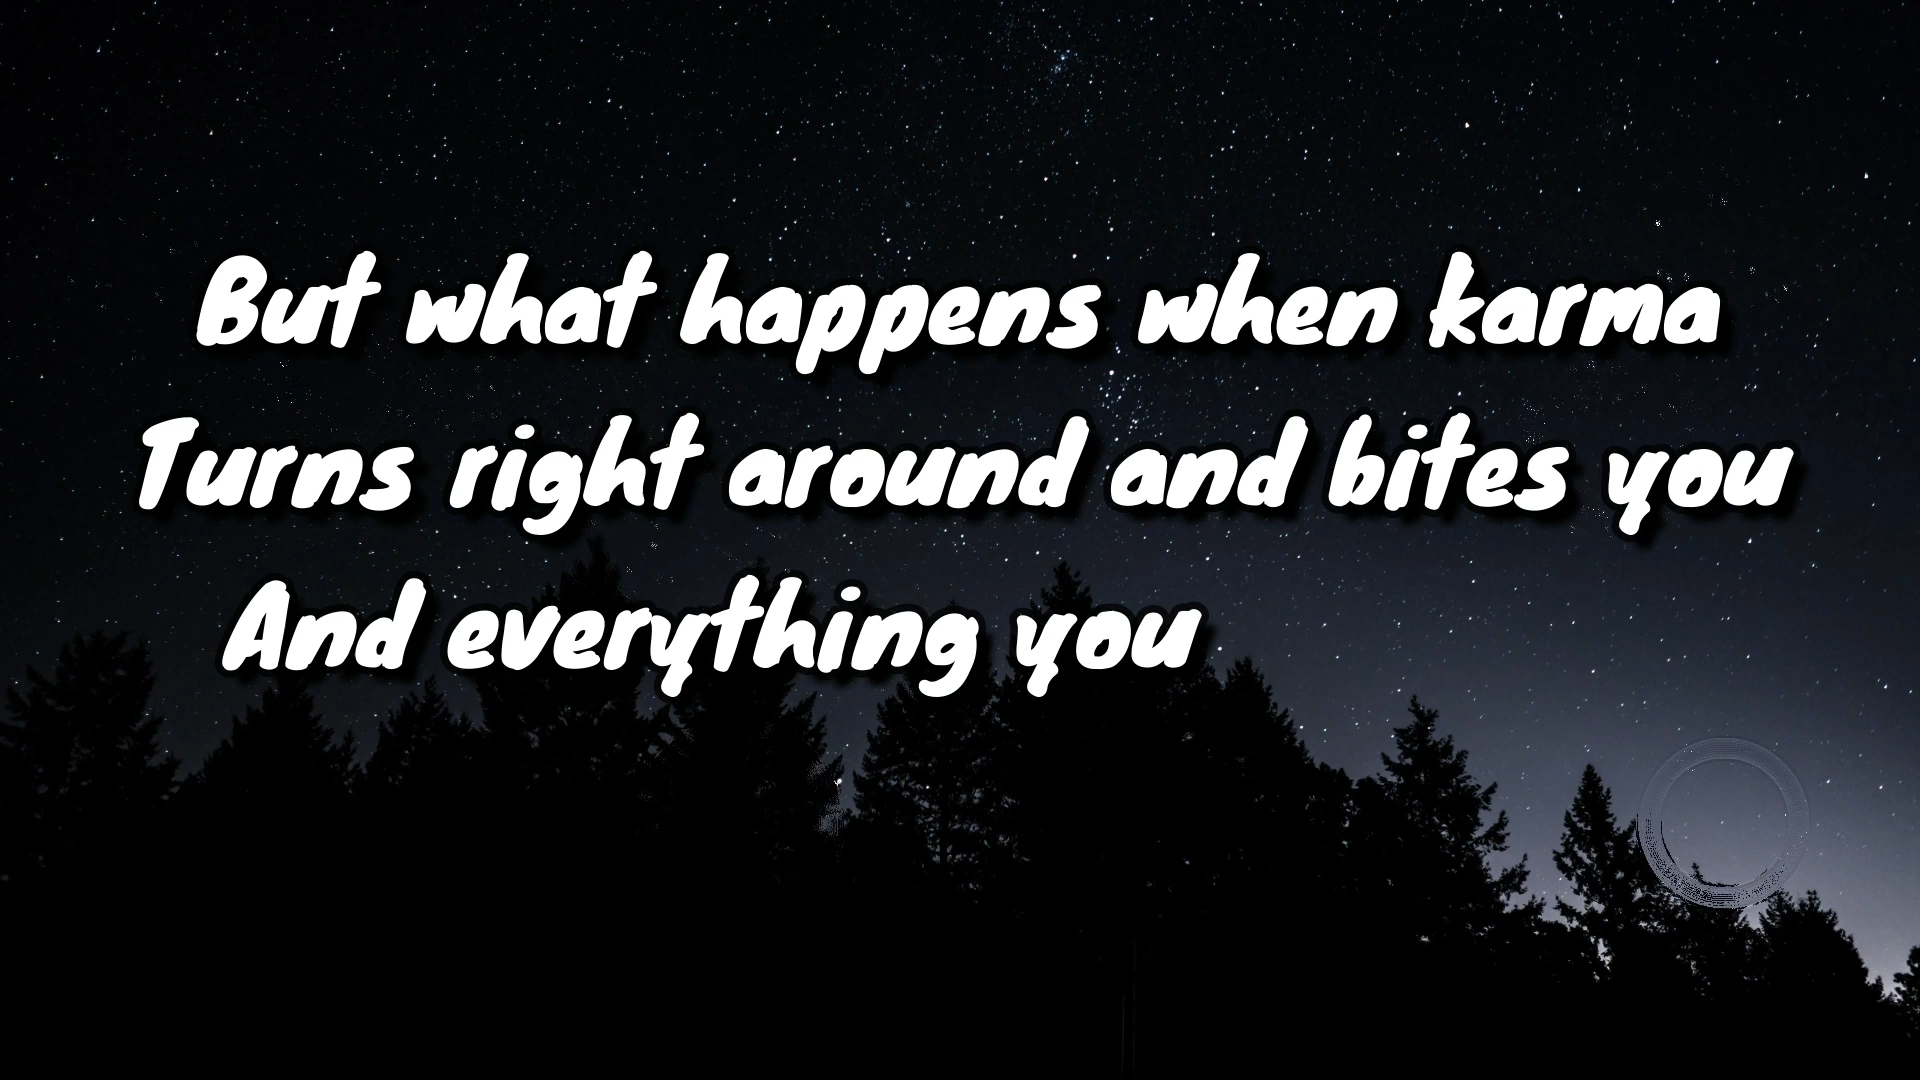 But what happens when karma
Turns right around and bites you
And everything you